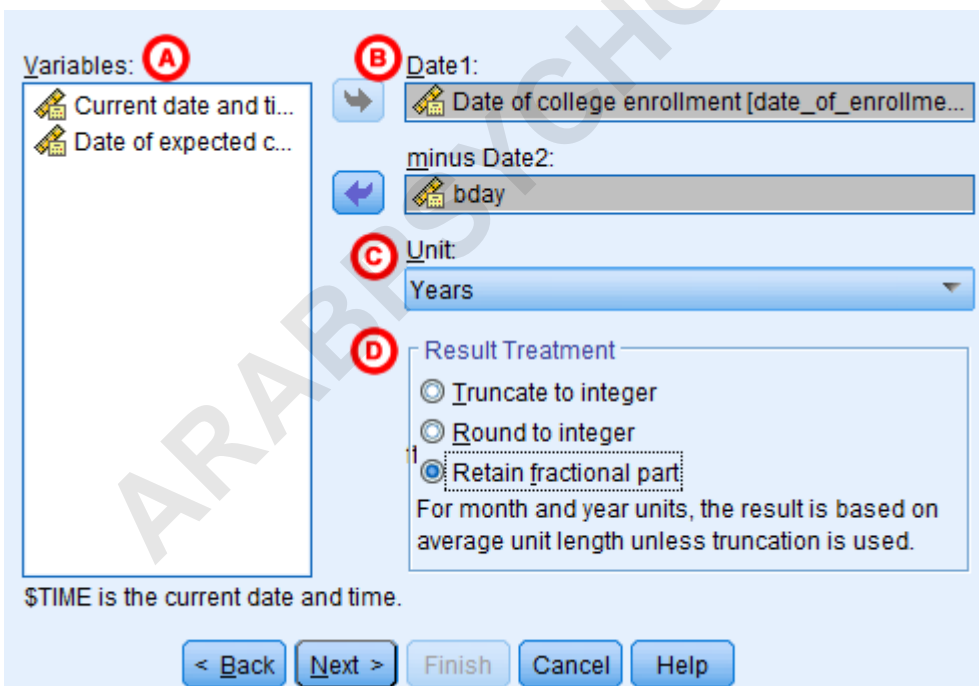 Variables: A
Current date and ti...
Date of expected c...
B Date1:
Date of college enrollment [date_of_enrollme...
minus Date2:
bday
C Unit:
Years
D Result Treatment
Truncate to integer
Round to integer
Retain fractional part
For month and year units, the result is based on
average unit length unless truncation is used.
$TIME is the current date and time.
< Back Next > Finish Cancel Help